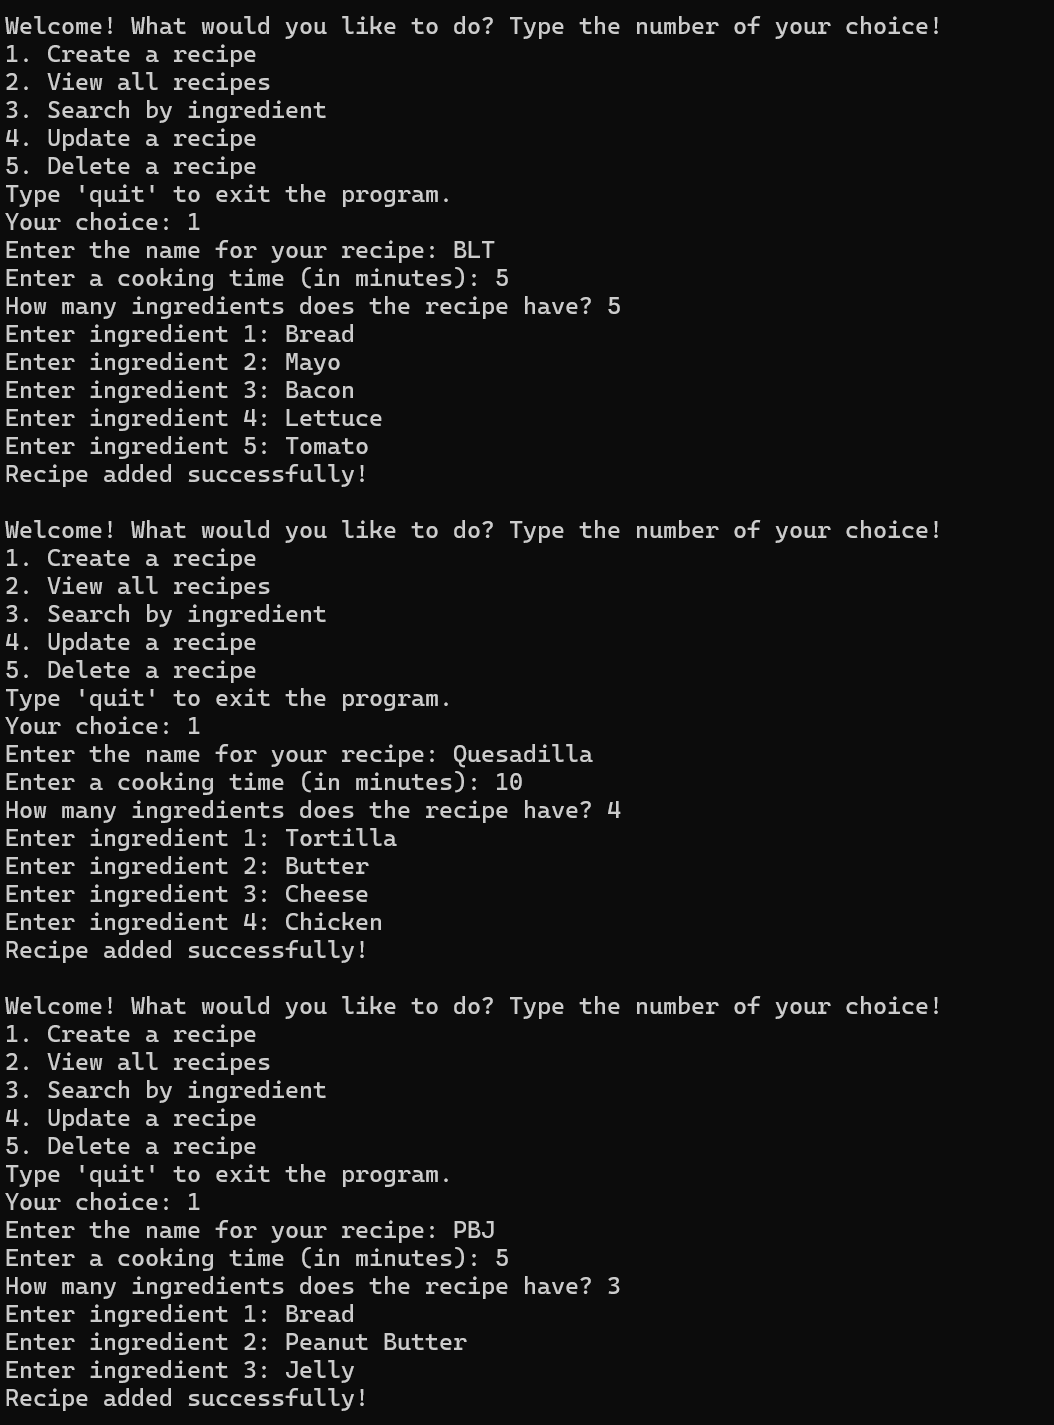 Welcome! What would you like to do? Type the number of your choice!
1. Create a recipe
2. View all recipes
3. Search by ingredient
4. Update a recipe
5. Delete a recipe
Type 'quit' to exit the program.
Your choice: 1
Enter the name for your recipe: BLT
Enter a cooking time (in minutes): 5
How many ingredients does the recipe have? 5
Enter ingredient 1: Bread
Enter ingredient 2: Mayo
Enter ingredient 3: Bacon
Enter ingredient 4: Lettuce
Enter ingredient 5: Tomato
Recipe added successfully!

Welcome! What would you like to do? Type the number of your choice!
1. Create a recipe
2. View all recipes
3. Search by ingredient
4. Update a recipe
5. Delete a recipe
Type 'quit' to exit the program.
Your choice: 1
Enter the name for your recipe: Quesadilla
Enter a cooking time (in minutes): 10
How many ingredients does the recipe have? 4
Enter ingredient 1: Tortilla
Enter ingredient 2: Butter
Enter ingredient 3: Cheese
Enter ingredient 4: Chicken
Recipe added successfully!

Welcome! What would you like to do? Type the number of your choice!
1. Create a recipe
2. View all recipes
3. Search by ingredient
4. Update a recipe
5. Delete a recipe
Type 'quit' to exit the program.
Your choice: 1
Enter the name for your recipe: PBJ
Enter a cooking time (in minutes): 5
How many ingredients does the recipe have? 3
Enter ingredient 1: Bread
Enter ingredient 2: Peanut Butter
Enter ingredient 3: Jelly
Recipe added successfully!